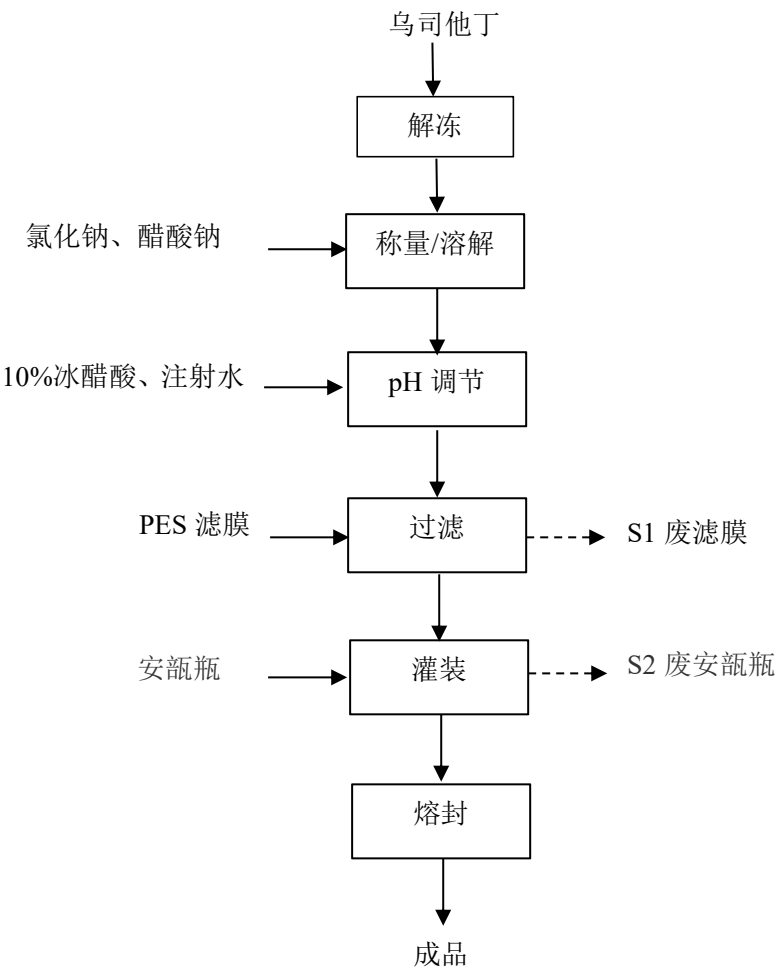 乌司他丁
解冻
氯化钠、醋酸钠
称量/溶解
10%冰醋酸、注射水
pH 调节
PES 滤膜
过滤
S1 废滤膜
安瓿瓶
灌装
S2 废安瓿瓶
熔封
成品